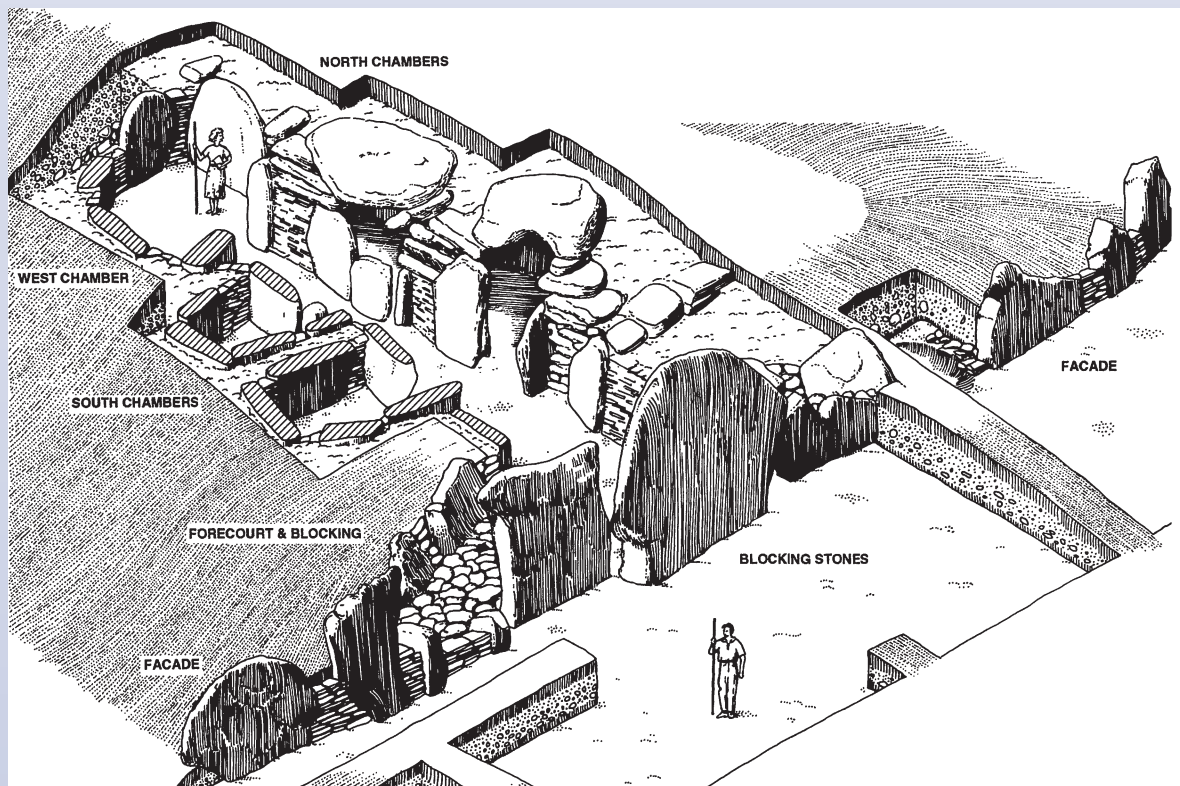 NORTH CHAMBERS
WEST CHAMBER
FACADE
SOUTH CHAMBERS
FORECOURT & BLOCKING
BLOCKING STONES
FACADE